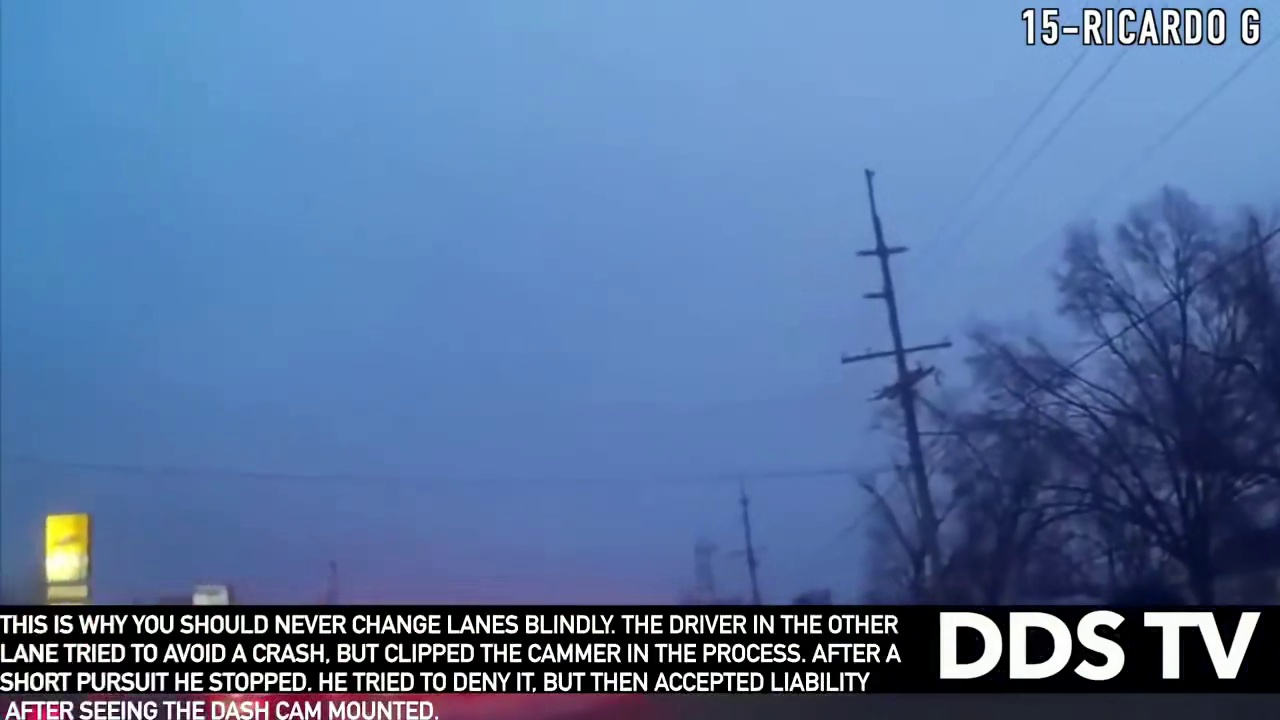 15-RICARDO G
THIS IS WHY YOU SHOULD NEVER CHANGE LANES BLINDLY. THE DRIVER IN THE OTHER
LANE TRIED TO AVOID A CRASH, BUT CLIPPED THE CAMMER IN THE PROCESS. AFTER A
SHORT PURSUIT HE STOPPED. HE TRIED TO DENY IT, BUT THEN ACCEPTED LIABILITY
AFTER SEEING THE DASH CAM MOUNTED.
DDS TV